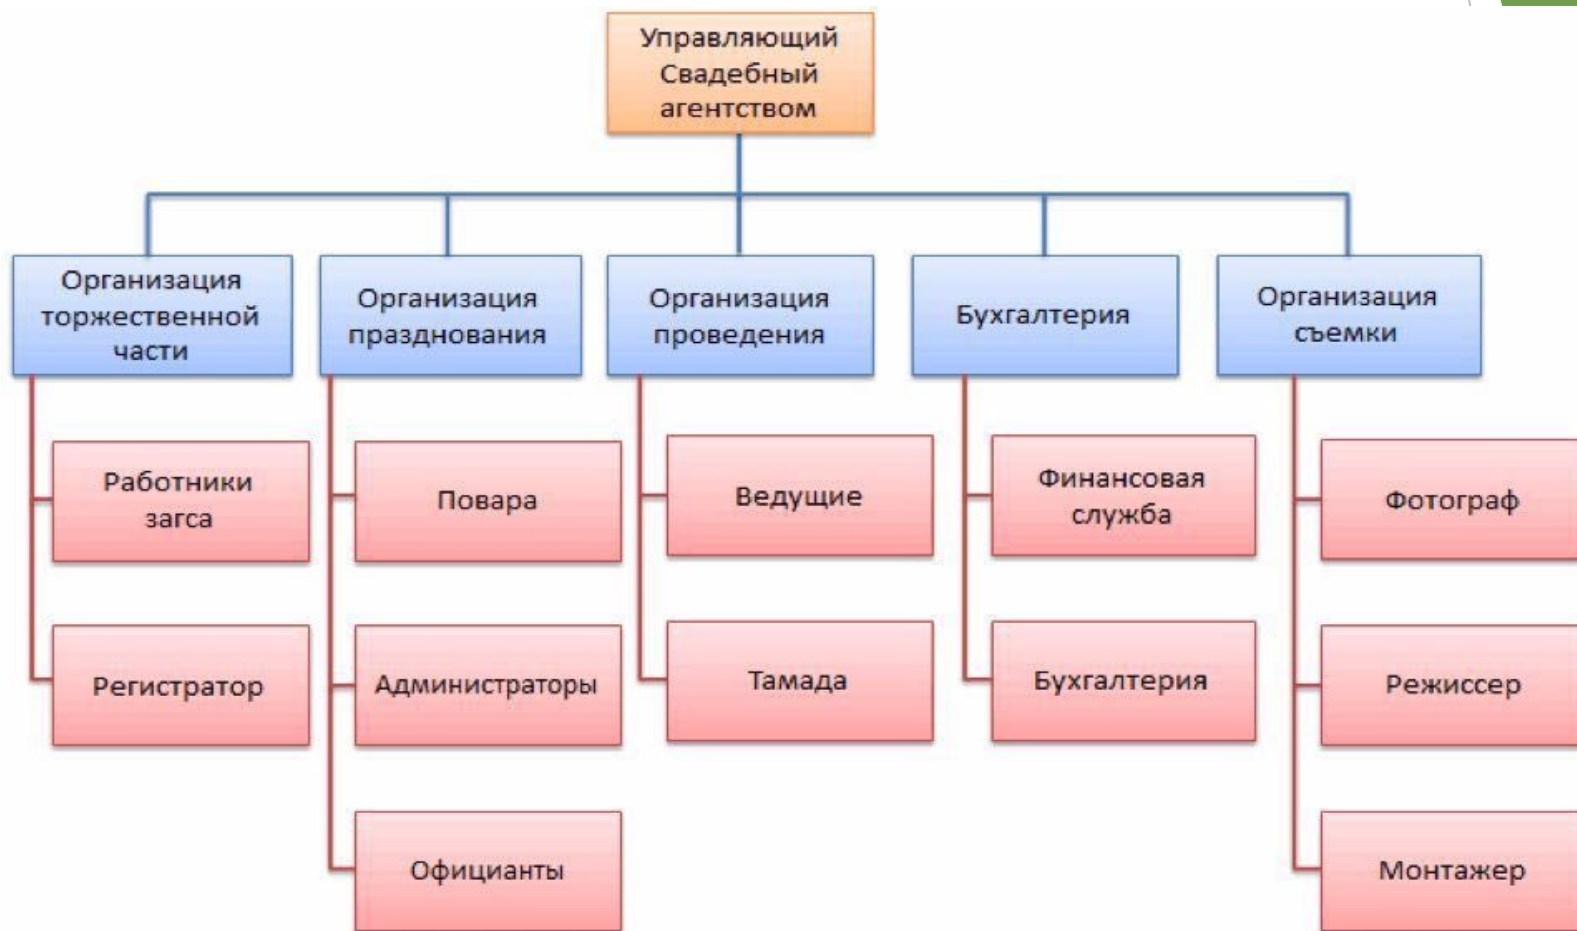 Управляющий
Свадебный
агентством
Организация
торжественной
части
Организация
празднования
Организация
проведения
Бухгалтерия
Организация
съемки
Работники
загса
Повара
Ведущие
Финансовая
служба
Фотограф
Регистратор
Администраторы
Тамада
Бухгалтерия
Режиссер
Официанты
Монтажер